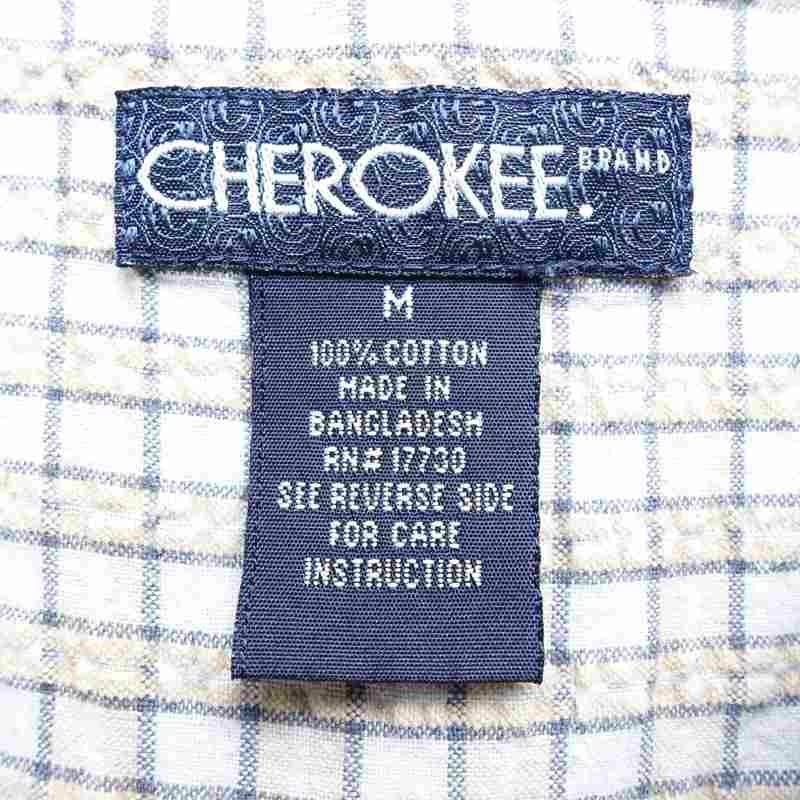 CHEROKEE. BRAND
M
100% COTTON
MADE IN
BANGLADESH
RN# 17730
SEE REVERSE SIDE
FOR CARE
INSTRUCTION